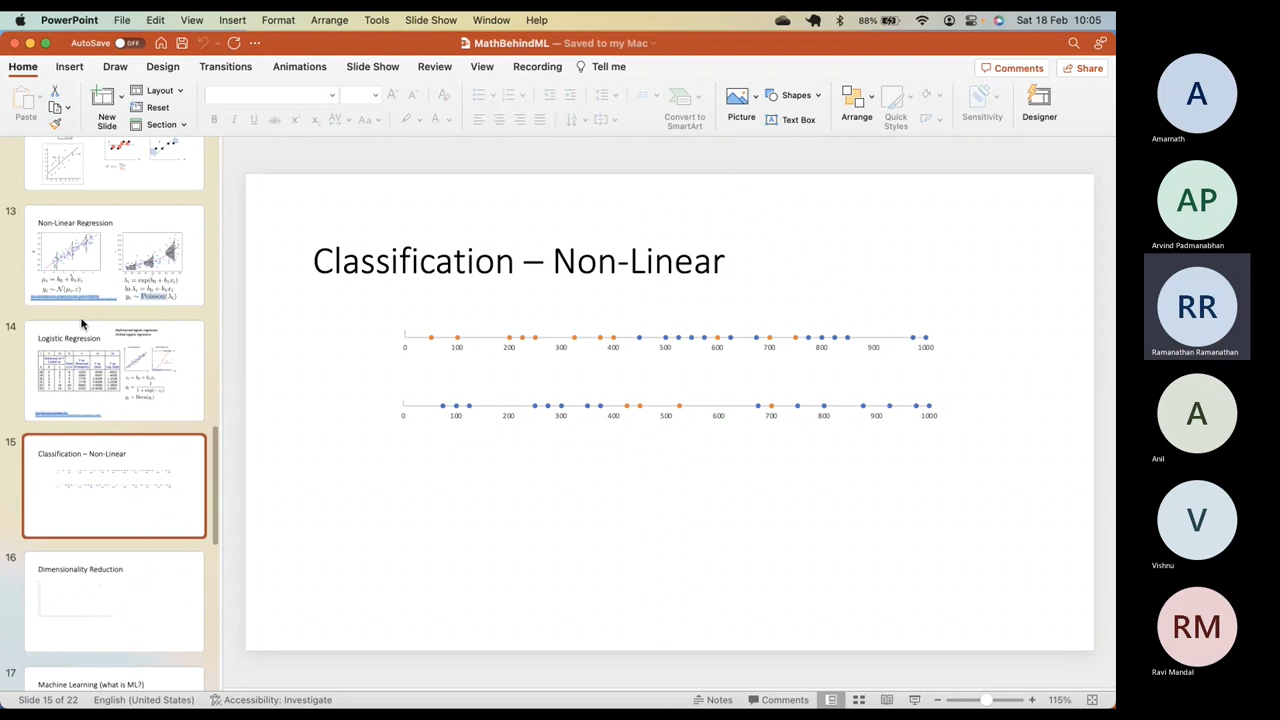 PowerPoint File Edit View Insert Format Arrange Tools Slide Show Window Help 88% Sat 18 Feb 10:05
AutoSave OFF MathBehindML — Saved to my Mac
Home Insert Draw Design Transitions Animations Slide Show Review View Recording Tell me Comments Share
Paste New Slide Layout Reset Section Convert to SmartArt Picture Shapes Text Box Arrange Quick Styles Sensitivity Designer
13
Non-Linear Regression
14
Logistic Regression
15
Classification – Non-Linear
16
Dimensionality Reduction
17
Machine Learning (what is ML?)
Classification – Non-Linear
0 100 200 300 400 500 600 700 800 900 1000
0 100 200 300 400 500 600 700 800 900 1000
A
Amarnath
AP
Arvind Padmanabhan
RR
Ramanathan Ramanathan
A
Anil
V
Vishnu
RM
Ravi Mandal
Slide 15 of 22 English (United States) Accessibility: Investigate Notes Comments 115%